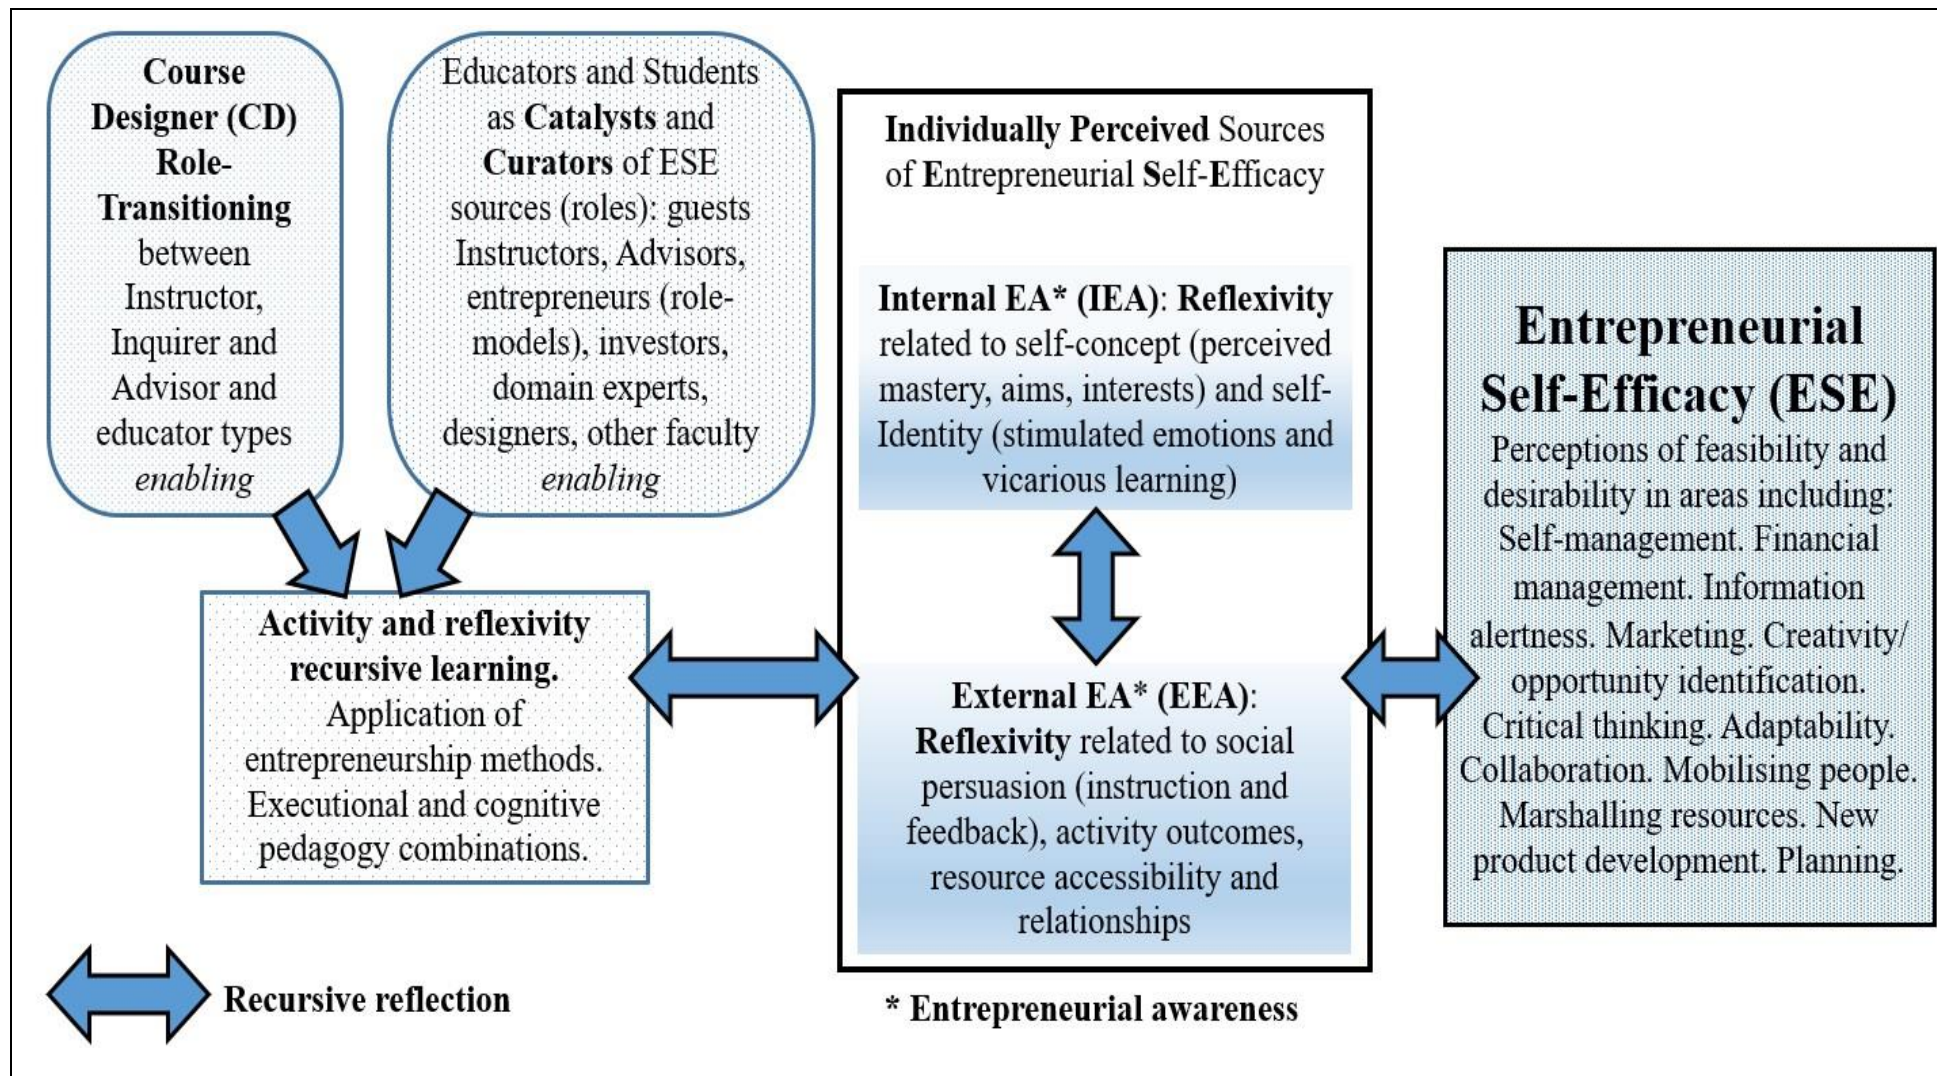 Course
Designer (CD)
Role-
Transitioning
between
Instructor,
Inquirer and
Advisor and
educator types
enabling
Educators and Students
as Catalysts and
Curators of ESE
sources (roles): guests
Instructors, Advisors,
entrepreneurs (role-
models), investors,
domain experts,
designers, other faculty
enabling
Activity and reflexivity
recursive learning.
Application of
entrepreneurship methods.
Executional and cognitive
pedagogy combinations.
Individually Perceived Sources
of Entrepreneurial Self-Efficacy
Internal EA* (IEA): Reflexivity
related to self-concept (perceived
mastery, aims, interests) and self-
Identity (stimulated emotions and
vicarious learning)
External EA* (EEA):
Reflexivity related to social
persuasion (instruction and
feedback), activity outcomes,
resource accessibility and
relationships
Entrepreneurial
Self-Efficacy (ESE)
Perceptions of feasibility and
desirability in areas including:
Self-management. Financial
management. Information
alertness. Marketing. Creativity/
opportunity identification.
Critical thinking. Adaptability.
Collaboration. Mobilising people.
Marshalling resources. New
product development. Planning.
Recursive reflection
* Entrepreneurial awareness